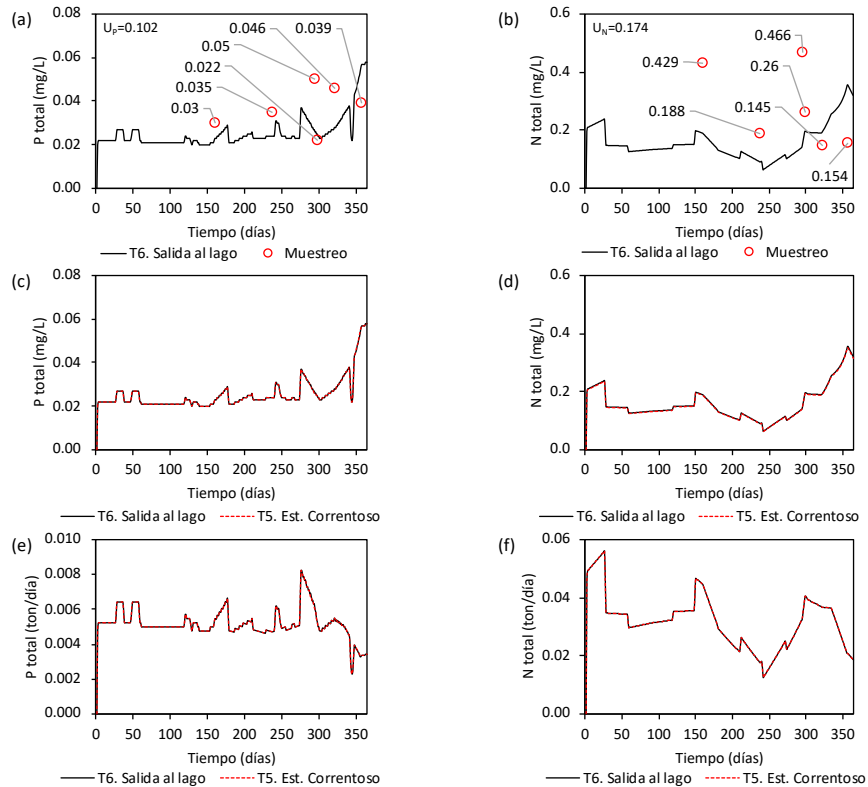 (a)
U_P=0.102
0.046
0.039
0.05
0.022
0.035
0.03
P total (mg/L)
0.08
0.06
0.04
0.02
0.00
0 50 100 150 200 250 300 350
Tiempo (días)
T6. Salida al lago Muestreo
(b)
U_N=0.174
0.466
0.429
0.26
0.188
0.145
0.154
N total (mg/L)
0.6
0.4
0.2
0.0
0 50 100 150 200 250 300 350
Tiempo (días)
T6. Salida al lago Muestreo
(c)
P total (mg/L)
0.08
0.06
0.04
0.02
0.00
0 50 100 150 200 250 300 350
Tiempo (días)
T6. Salida al lago T5. Est. Correntoso
(d)
N total (mg/L)
0.6
0.4
0.2
0.0
0 50 100 150 200 250 300 350
Tiempo (días)
T6. Salida al lago T5. Est. Correntoso
(e)
P total (ton/día)
0.010
0.008
0.006
0.004
0.002
0.000
0 50 100 150 200 250 300 350
Tiempo (días)
T6. Salida al lago T5. Est. Correntoso
(f)
N total (ton/día)
0.06
0.04
0.02
0.00
0 50 100 150 200 250 300 350
Tiempo (días)
T6. Salida al lago T5. Est. Correntoso